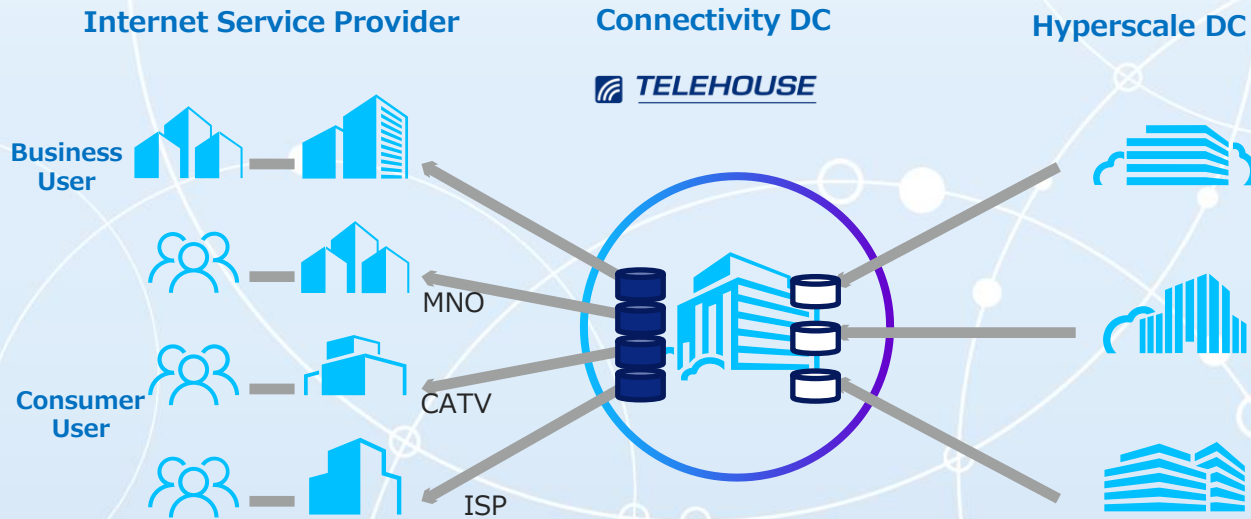 Internet Service Provider
Connectivity DC
Hyperscale DC
TELEHOUSE
Business
User
MNO
Consumer
User
CATV
ISP